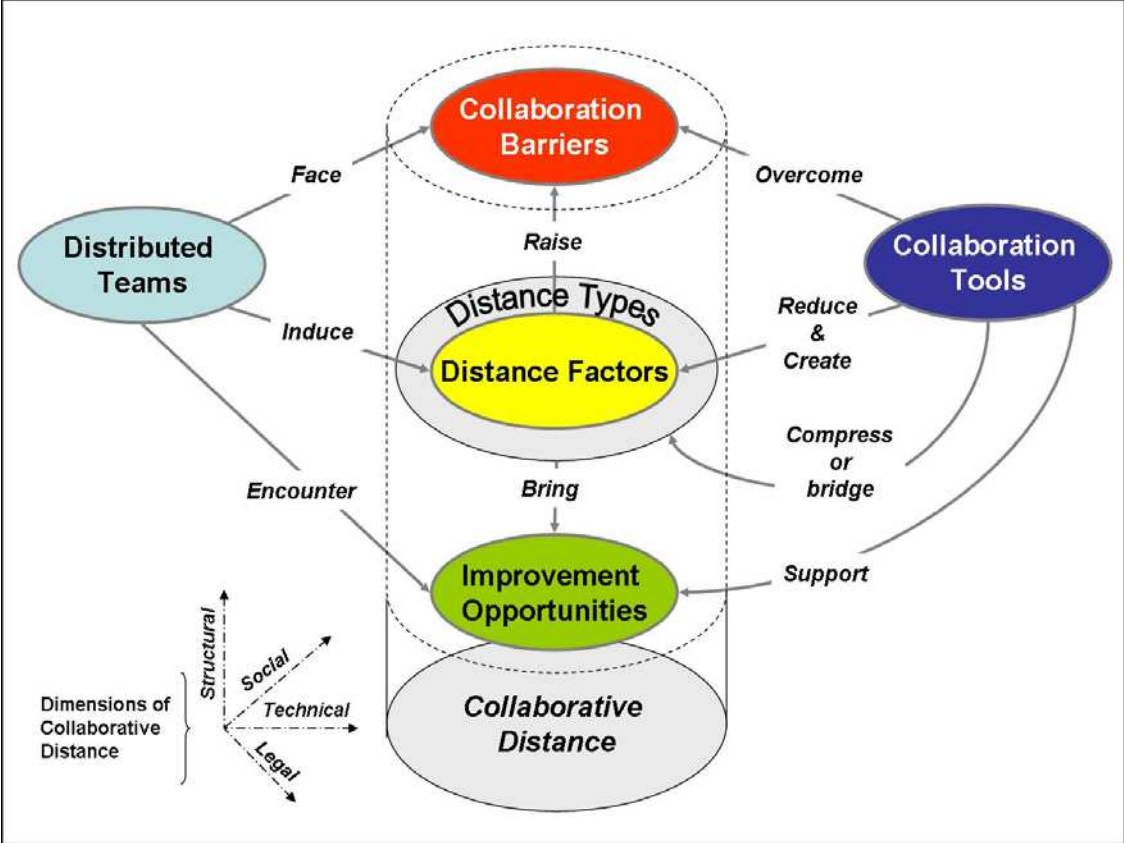 Collaboration
Barriers
Face
Overcome
Distributed
Teams
Raise
Collaboration
Tools
Distance Types
Induce
Reduce
&
Create
Distance Factors
Compress
or
bridge
Encounter
Bring
Improvement
Opportunities
Support
Structural
Social
Technical
Legal
Dimensions of
Collaborative
Distance
Collaborative
Distance